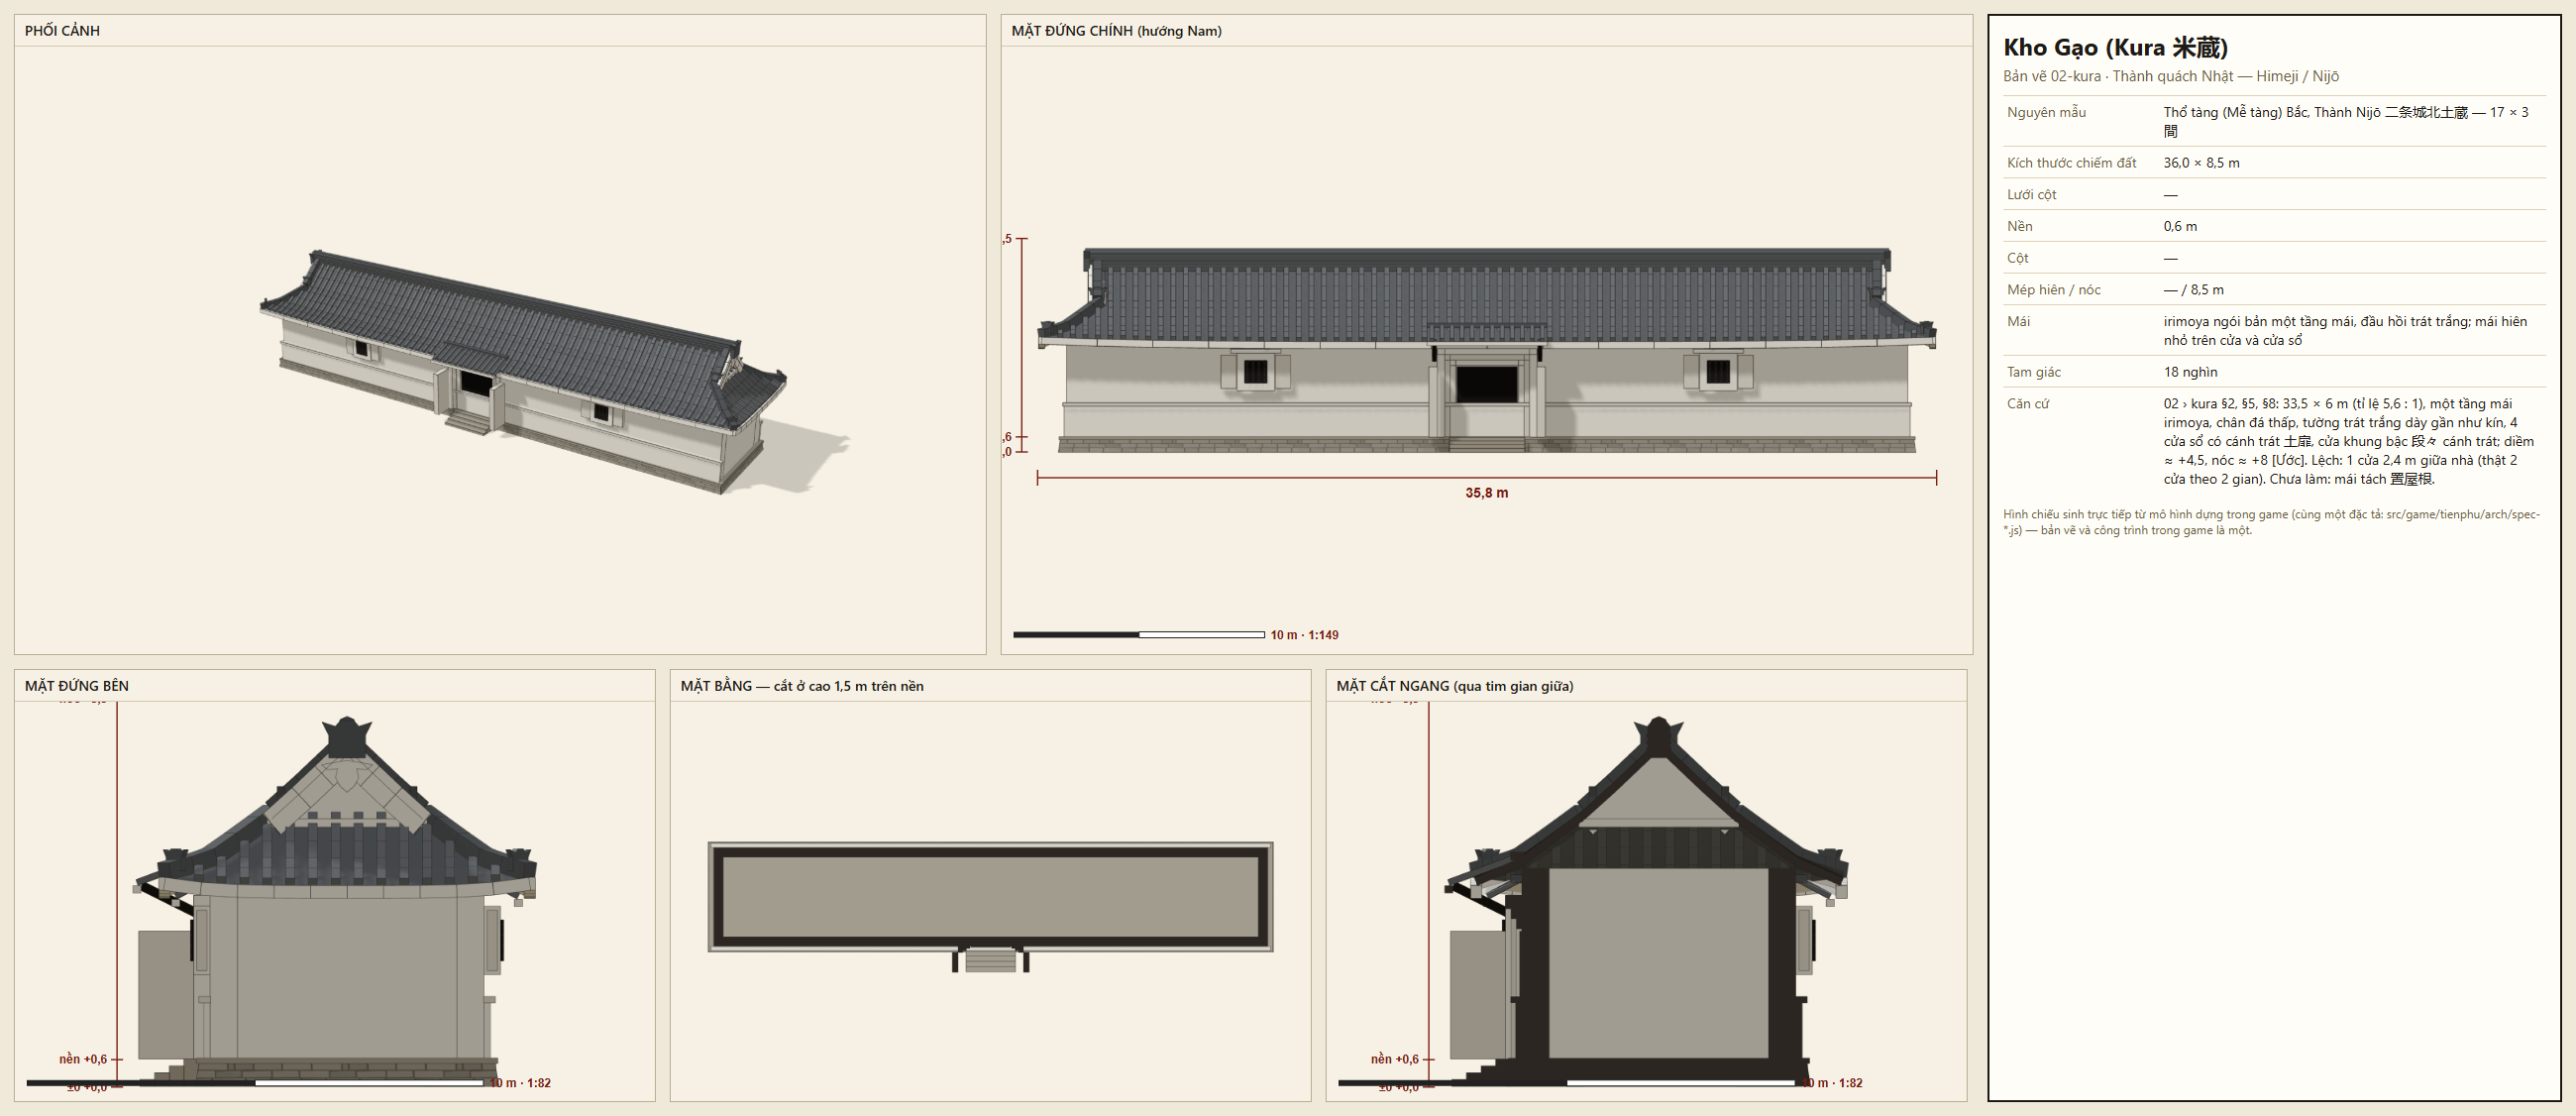 PHỐI CẢNH
MẶT ĐỨNG CHÍNH (hướng Nam)
,5
,6
,0
35,8 m
10 m · 1:149
MẶT ĐỨNG BÊN
nền +0,6
±0 +0,0
10 m · 1:82
MẶT BẰNG — cắt ở cao 1,5 m trên nền
MẶT CẮT NGANG (qua tim gian giữa)
nền +0,6
±0 +0,0
10 m · 1:82
Kho Gạo (Kura 米蔵)
Bản vẽ 02-kura · Thành quách Nhật — Himeji / Nijō
Nguyên mẫu
Thổ tàng (Mễ tàng) Bắc, Thành Nijō 二条城北土蔵 — 17 × 3
間
Kích thước chiếm đất
36,0 × 8,5 m
Lưới cột
—
Nền
0,6 m
Cột
—
Mép hiên / nóc
— / 8,5 m
Mái
irimoya ngói bản một tầng mái, đầu hồi trát trắng; mái hiên
nhỏ trên cửa và cửa sổ
Tam giác
18 nghìn
Căn cứ
02 › kura §2, §5, §8: 33,5 × 6 m (tỉ lệ 5,6 : 1), một tầng mái
irimoya, chân đá thấp, tường trát trắng dày gần như kín, 4
cửa sổ có cánh trát 土扉, cửa khung bậc 段々 cánh trát; diềm
≈ +4,5, nóc ≈ +8 [Ước]. Lệch: 1 cửa 2,4 m giữa nhà (thật 2
cửa theo 2 gian). Chưa làm: mái tách 置屋根.
Hình chiếu sinh trực tiếp từ mô hình dựng trong game (cùng một đặc tả: src/game/tienphu/arch/spec-
*.js) — bản vẽ và công trình trong game là một.